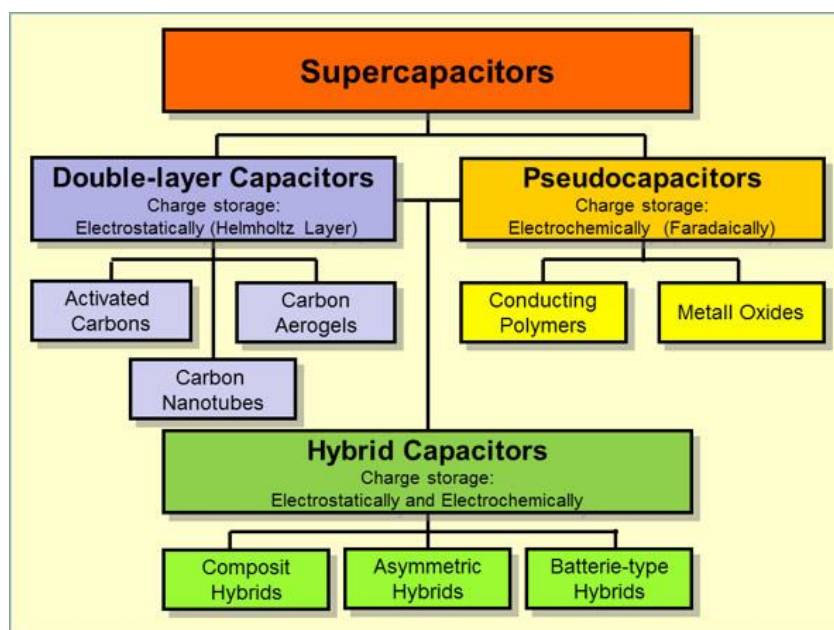 Supercapacitors
Double-layer Capacitors
Charge storage:
Electrostatically (Helmholtz Layer)
Pseudocapacitors
Charge storage:
Electrochemically (Faradaically)
Activated
Carbons
Carbon
Aerogels
Carbon
Nanotubes
Conducting
Polymers
Metall Oxides
Hybrid Capacitors
Charge storage:
Electrostatically and Electrochemically
Composit
Hybrids
Asymmetric
Hybrids
Batterie-type
Hybrids